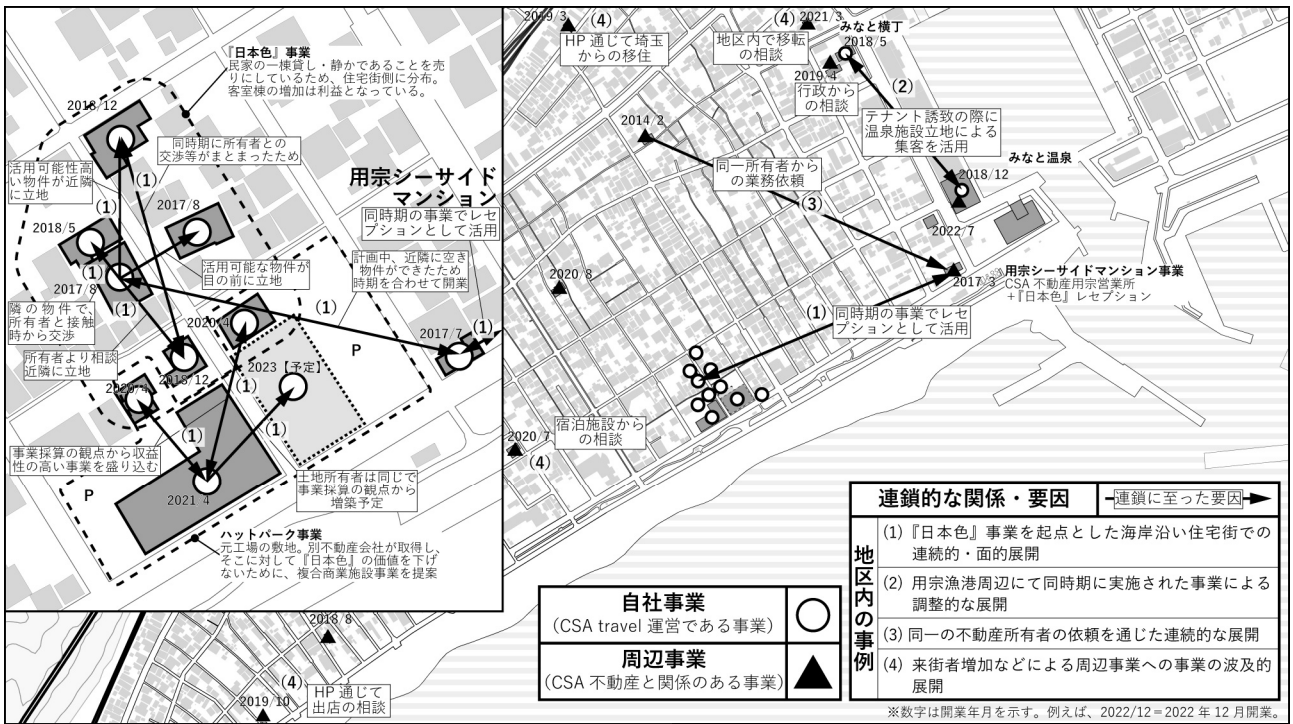 『日本色』事業
民家の一棟貸し・静かであることを売
りにしているため、住宅街側に分布。
客室棟の増加は利益となっている。
2018/12
同時期に所有者との
交渉等がまとまったため
活用可能性高
い物件が近隣
に立地
(1)
(1)
2017/8
2018/5
用宗シーサイド
マンション
同時期の事業でレセ
プションとして活用
計画中、近隣に空き
物件ができたため
時期を合わせて開業
活用可能な物件が
目の前に立地
(1)
2017/8
(1)
(1)
隣の物件で、
所有者と接触
時から交渉
所有者より相談
近隣に立地
2020/4
P
2017/7
(1)
2018/12
2020/4
(1)
2023【予定】
(1)
(1)
事業採算の観点から収益
性の高い事業を盛り込む
P
2021 4
土地所有者は同じで
事業採算の観点から
増築予定
ハットパーク事業
元工場の敷地。別不動産会社が取得し、
そこに対して『日本色』の価値を下げ
ないために、複合商業施設事業を提案
2019/3
(4)
HP 通じて埼玉
からの移住
(4)
2021/3
地区内で移転
の相談
みなと横丁
2018/5
2019/4
行政から
の相談
(2)
テナント誘致の際に
温泉施設立地による
集客を活用
みなと温泉
2018/12
2014/2
同一所有者から
の業務依頼
(3)
2022/7
2017/3
用宗シーサイドマンション事業
CSA 不動産用宗営業所
+『日本色』レセプション
2020/8
(1)
同時期の事業でレセ
プションとして活用
宿泊施設から
の相談
2020/7
(4)
2018/8
(4)
HP 通じて
出店の相談
2019/10
自社事業
(CSA travel 運営である事業)
周辺事業
(CSA 不動産と関係のある事業)
連鎖的な関係・要因
連鎖に至った要因
地区内の事例
(1)『日本色』事業を起点とした海岸沿い住宅街での
連続的・面的展開
(2) 用宗漁港周辺にて同時期に実施された事業による
調整的な展開
(3) 同一の不動産所有者の依頼を通じた連続的な展開
(4) 来街者増加などによる周辺事業への事業の波及的
展開
※数字は開業年月を示す。例えば、2022/12=2022 年 12 月開業。